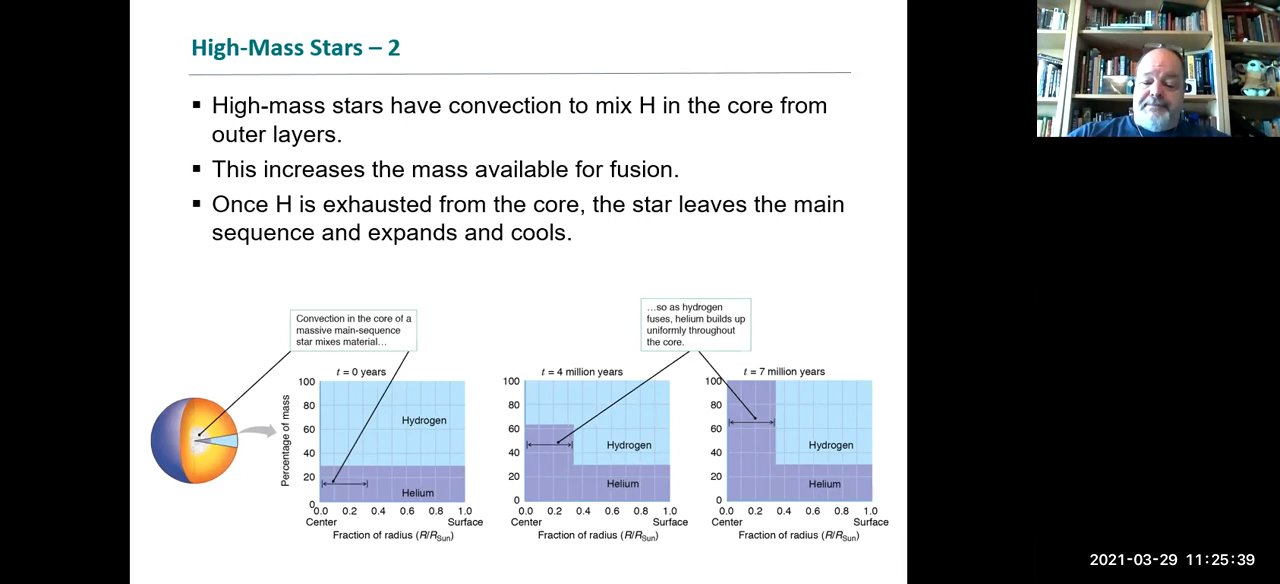 High-Mass Stars – 2
▪ High-mass stars have convection to mix H in the core from
outer layers.
▪ This increases the mass available for fusion.
▪ Once H is exhausted from the core, the star leaves the main
sequence and expands and cools.
Convection in the core of a
massive main-sequence
star mixes material…
…so as hydrogen
fuses, helium builds up
uniformly throughout
the core.
t = 0 years
Percentage of mass
100
80
60
40
20
0
Hydrogen
Helium
0.0 0.2 0.4 0.6 0.8 1.0
Center Surface
Fraction of radius (R/RSun)
t = 4 million years
100
80
60
40
20
0
Hydrogen
Helium
0.0 0.2 0.4 0.6 0.8 1.0
Center Surface
Fraction of radius (R/RSun)
t = 7 million years
100
80
60
40
20
0
Hydrogen
Helium
0.0 0.2 0.4 0.6 0.8 1.0
Center Surface
Fraction of radius (R/RSun)
2021-03-29 11:25:39